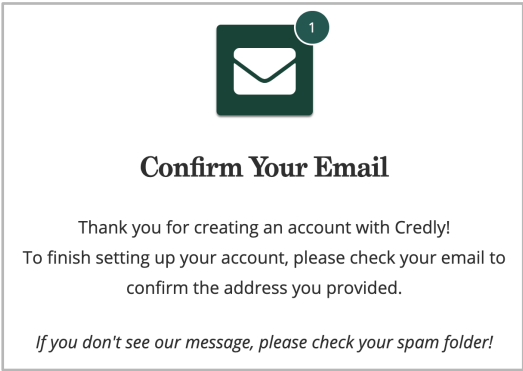 1
Confirm Your Email
Thank you for creating an account with Credly!
To finish setting up your account, please check your email to
confirm the address you provided.
If you don't see our message, please check your spam folder!